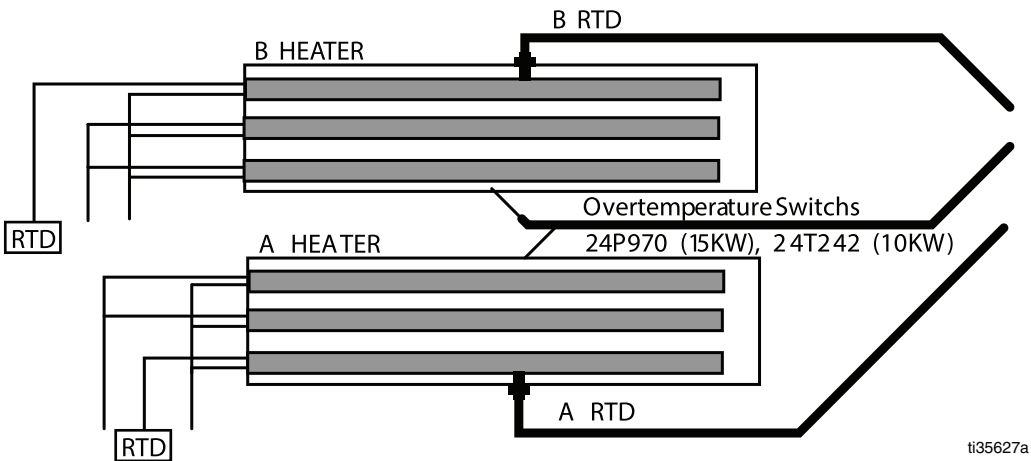 B RTD
B HEATER
RTD
Overtemperature Switchs
24P970 (15KW), 24T242 (10KW)
A HEATER
RTD
A RTD
ti35627a